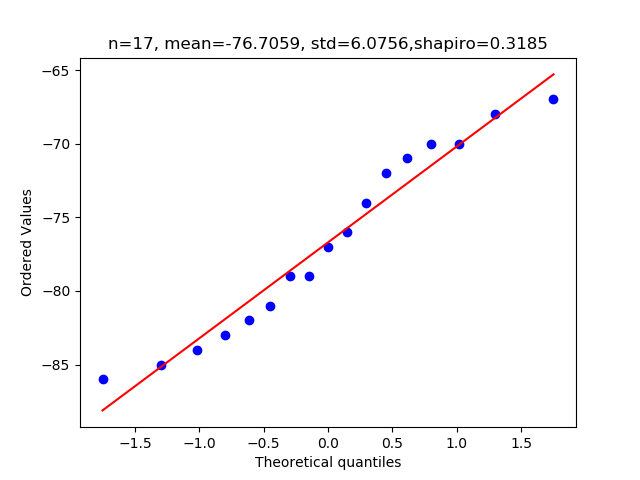 n=17, mean=-76.7059, std=6.0756,shapiro=0.3185
−65
−70
−75
−80
−85
Ordered Values
−1.5 −1.0 −0.5 0.0 0.5 1.0 1.5
Theoretical quantiles